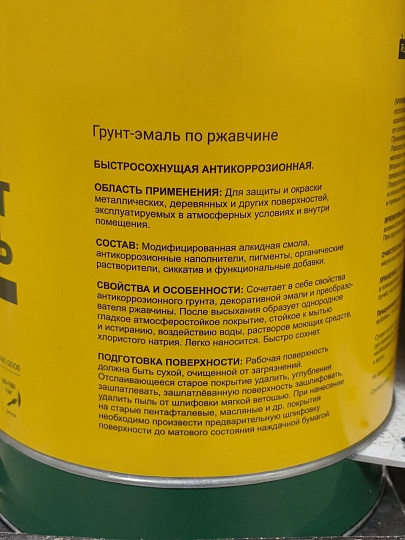 Грунт-эмаль по ржавчине
БЫСТРОСОХНУЩАЯ АНТИКОРРОЗИОННАЯ.
ОБЛАСТЬ ПРИМЕНЕНИЯ: Для защиты и окраски
металлических, деревянных и других поверхностей,
эксплуатируемых в атмосферных условиях и внутри
помещения.
СОСТАВ: Модифицированная алкидная смола,
антикоррозионные наполнители, пигменты, органические
растворители, сиккатив и функциональные добавки.
СВОЙСТВА И ОСОБЕННОСТИ: Сочетает в себе свойства
антикоррозионного грунта, декоративной эмали и преобразо-
вателя ржавчины. После высыхания образует однородное
гладкое атмосферостойкое покрытие, стойкое к мытью
и истиранию, воздействию воды, растворов моющих средств,
хлористого натрия. Легко наносится. Быстро сохнет.
ПОДГОТОВКА ПОВЕРХНОСТИ: Рабочая поверхность
должна быть сухой, очищенной от загрязнений.
Отслаивающееся старое покрытие удалить, углубления
зашпатлевать, зашпатлёванную поверхность зашлифовать,
удалить пыль от шлифовки мягкой ветошью. При нанесении
на старые пентафталевые, масляные и др. покрытия
необходимо произвести предварительную шлифовку
поверхности до матового состояния наждачной бумагой.